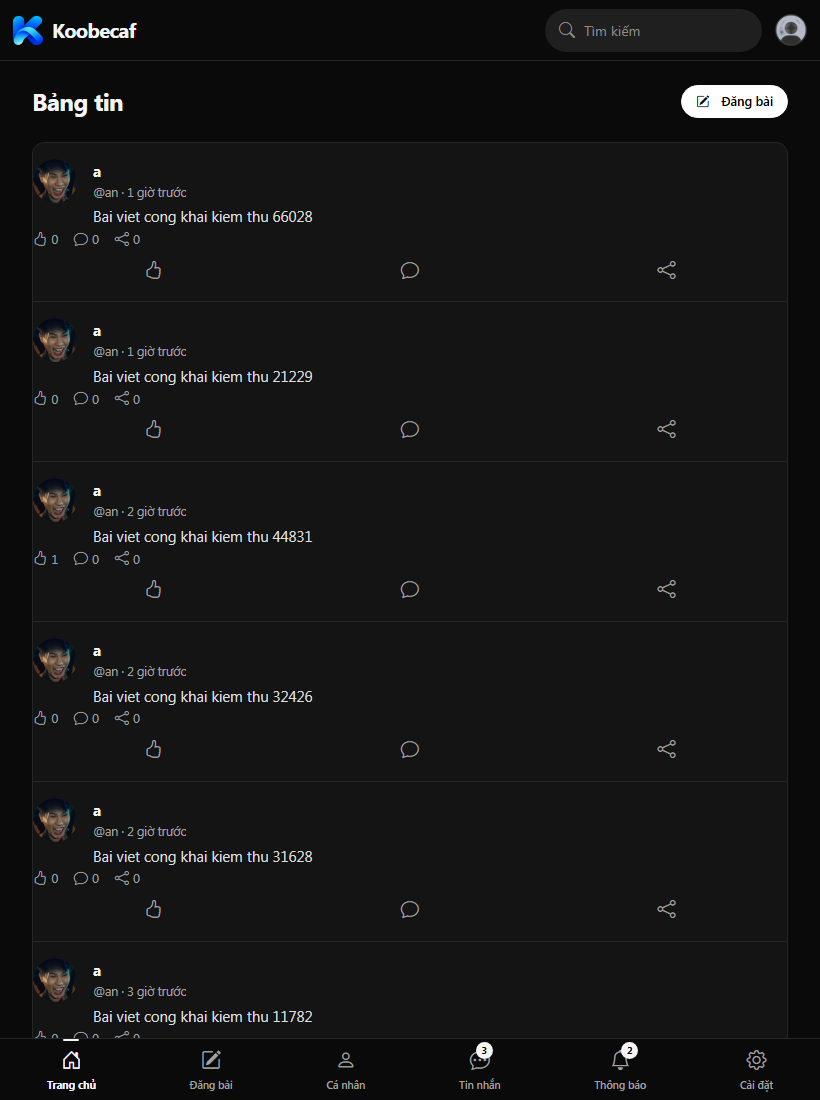 Koobecaf
Tìm kiếm
Bảng tin
Đăng bài
a
@an · 1 giờ trước
Bai viet cong khai kiem thu 66028
0 0 0
a
@an · 1 giờ trước
Bai viet cong khai kiem thu 21229
0 0 0
a
@an · 2 giờ trước
Bai viet cong khai kiem thu 44831
1 0 0
a
@an · 2 giờ trước
Bai viet cong khai kiem thu 32426
0 0 0
a
@an · 2 giờ trước
Bai viet cong khai kiem thu 31628
0 0 0
a
@an · 3 giờ trước
Bai viet cong khai kiem thu 11782
0 0 0
3 2
Trang chủ Đăng bài Cá nhân Tin nhắn Thông báo Cài đặt